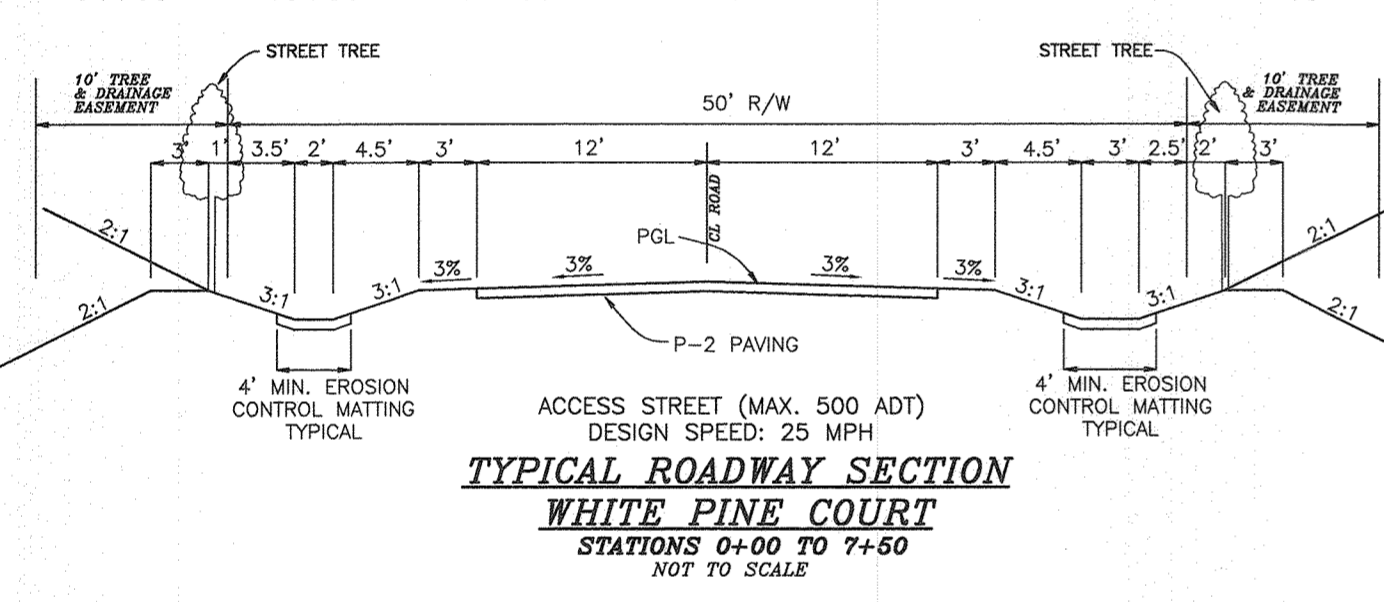 STREET TREE
STREET TREE
10' TREE
& DRAINAGE
EASEMENT
50' R/W
10' TREE
& DRAINAGE
EASEMENT
3' 1' 3.5' 2' 4.5' 3' 12' 12' 3' 4.5' 3' 2.5' 2' 3'
CL ROAD
2:1
2:1
PGL
3:1
3:1
3%
3%
3%
3%
3:1
3:1
2:1
2:1
P-2 PAVING
4' MIN. EROSION
CONTROL MATTING
TYPICAL
4' MIN. EROSION
CONTROL MATTING
TYPICAL
ACCESS STREET (MAX. 500 ADT)
DESIGN SPEED: 25 MPH
TYPICAL ROADWAY SECTION
WHITE PINE COURT
STATIONS 0+00 TO 7+50
NOT TO SCALE